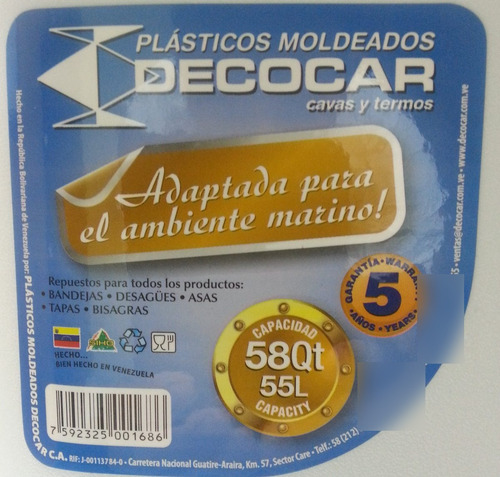 PLÁSTICOS MOLDEADOS
DECOCAR
cavas y termos
Adaptada para
el ambiente marino!
Repuestos para todos los productos:
• BANDEJAS • DESAGÜES • ASAS
• TAPAS • BISAGRAS
GARANTÍA • WARRA
5
• AÑOS • YEARS •
CAPACIDAD
58Qt
55L
CAPACITY
HECHO...
BIEN HECHO EN VENEZUELA
7 592325 001686
Hecho en la República Bolivariana de Venezuela por: PLÁSTICOS MOLDEADOS DECOCAR C.A. RIF: J-00113784-0 • Carretera Nacional Guatire-Araira, Km. 57, Sector Care • Telf.: 58 (212)
• ventas@decocar.com.ve • www.decocar.com.ve